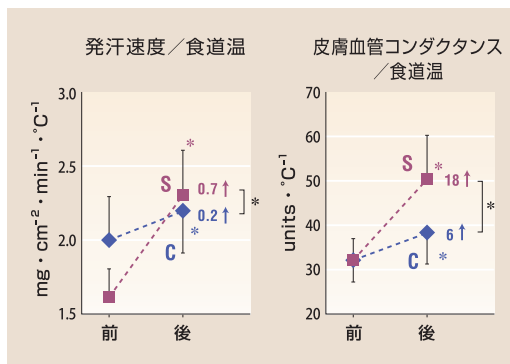 発汗速度／食道温
mg・cm⁻²・min⁻¹・℃⁻¹
3.0
2.5
2.0
1.5
S
*
0.7↑
0.2↑
*
*
C
前
後
皮膚血管コンダクタンス
／食道温
units・℃⁻¹
70
60
50
40
30
20
S
*
18↑
6↑
*
*
C
前
後